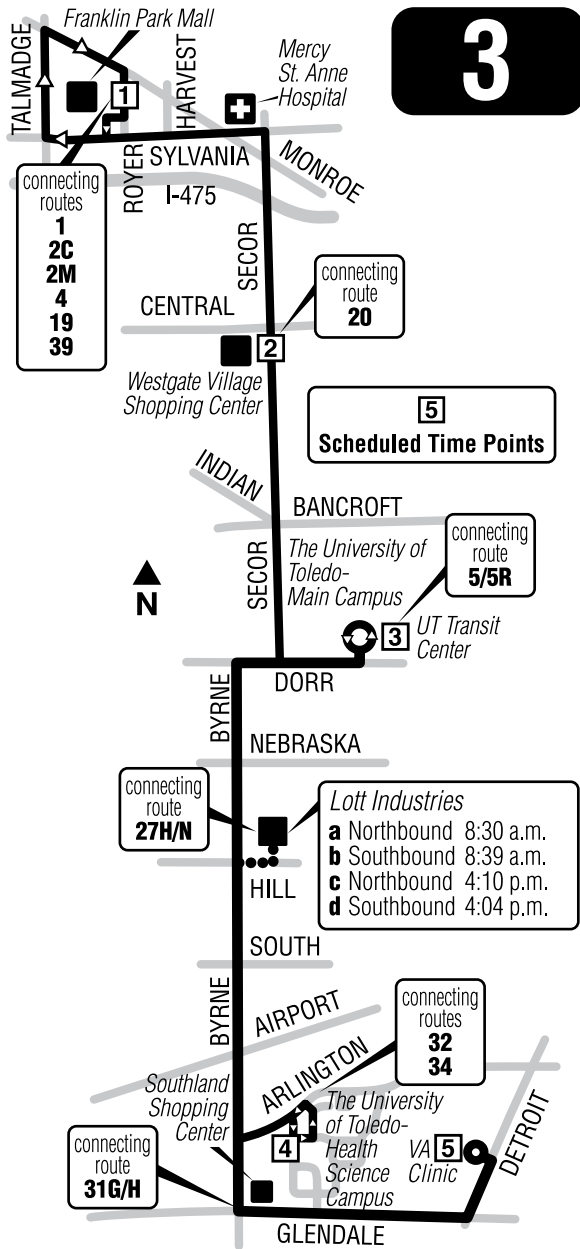 Franklin Park Mall
3
TALMADGE
HARVEST
Mercy
St. Anne
Hospital
1
SYLVANIA
MONROE
ROYER
I-475
connecting
routes
1
2C
2M
4
19
39
SECOR
CENTRAL
connecting
route
20
2
Westgate Village
Shopping Center
5
Scheduled Time Points
INDIAN
BANCROFT
SECOR
The University of
Toledo-
Main Campus
connecting
route
5/5R
N
3
UT Transit
Center
DORR
BYRNE
NEBRASKA
connecting
route
27H/N
Lott Industries
a Northbound 8:30 a.m.
b Southbound 8:39 a.m.
c Northbound 4:10 p.m.
d Southbound 4:04 p.m.
HILL
SOUTH
BYRNE
AIRPORT
connecting
routes
32
34
ARLINGTON
Southland
Shopping
Center
4
The University
of Toledo-
Health
Science
Campus
VA
Clinic
5
DETROIT
connecting
route
31G/H
GLENDALE